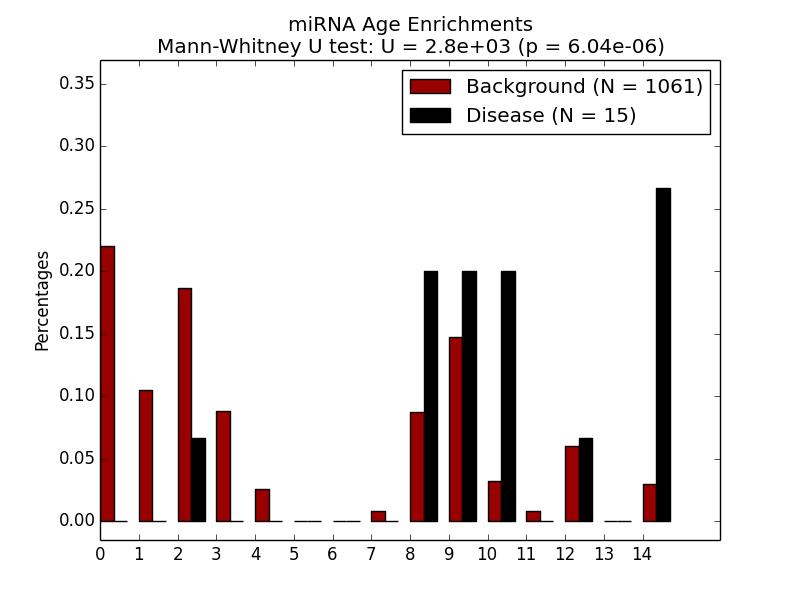 miRNA Age Enrichments
Mann-Whitney U test: U = 2.8e+03 (p = 6.04e-06)
Background (N = 1061)
Disease (N = 15)
Percentages
0.35
0.30
0.25
0.20
0.15
0.10
0.05
0.00
0 1 2 3 4 5 6 7 8 9 10 11 12 13 14